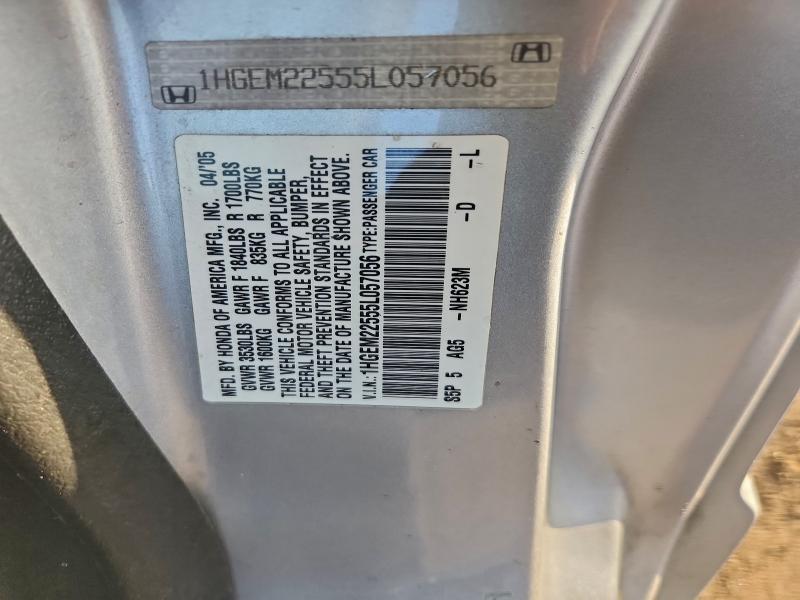 1HGEM22555L057056
MFD. BY HONDA OF AMERICA MFG., INC. 04/'05
GVWR 3530LBS GAWR F 1840LBS R 1700LBS
GVWR 1600KG GAWR F 835KG R 770KG
THIS VEHICLE CONFORMS TO ALL APPLICABLE
FEDERAL MOTOR VEHICLE SAFETY, BUMPER,
AND THEFT PREVENTION STANDARDS IN EFFECT
ON THE DATE OF MANUFACTURE SHOWN ABOVE.
V.I.N.: 1HGEM22555L057056 TYPE:PASSENGER CAR
S5P 5 AG5 -NH623M -D -L